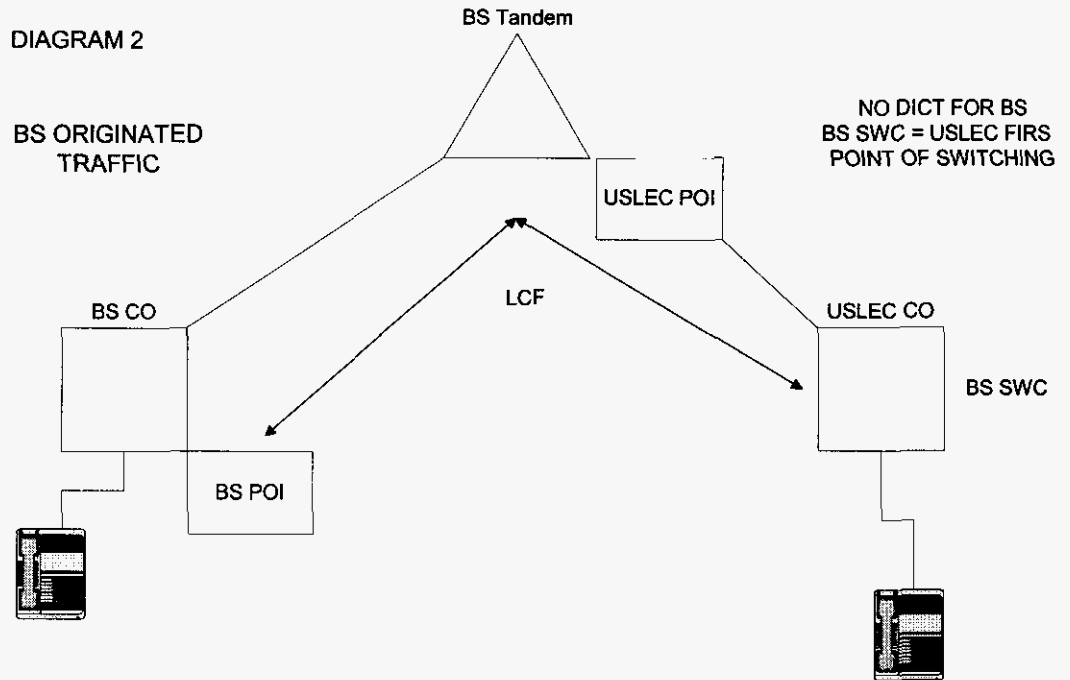 BS Tandem
DIAGRAM 2
BS ORIGINATED
TRAFFIC
NO DICT FOR BS
BS SWC = USLEC FIRS
POINT OF SWITCHING
USLEC POI
LCF
BS CO
USLEC CO
BS SWC
BS POI